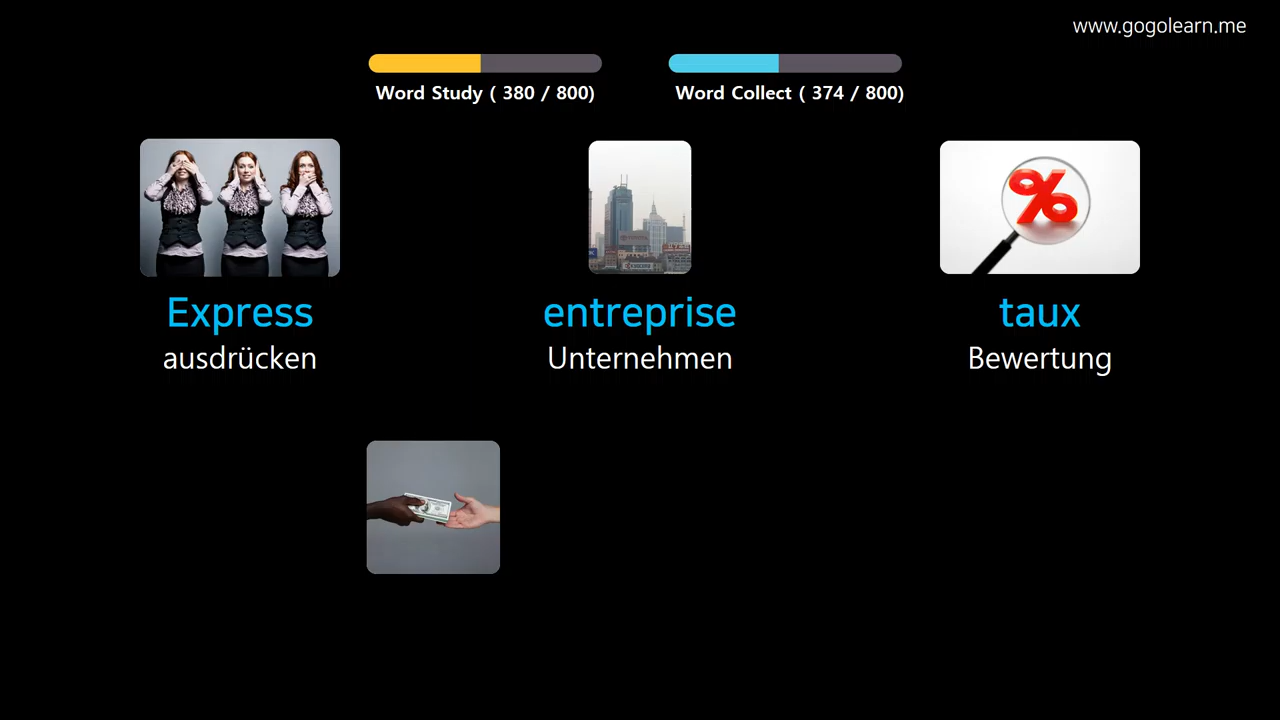 www.gogolearn.me
Word Study ( 380 / 800)
Word Collect ( 374 / 800)
Express
ausdrücken
entreprise
Unternehmen
taux
Bewertung